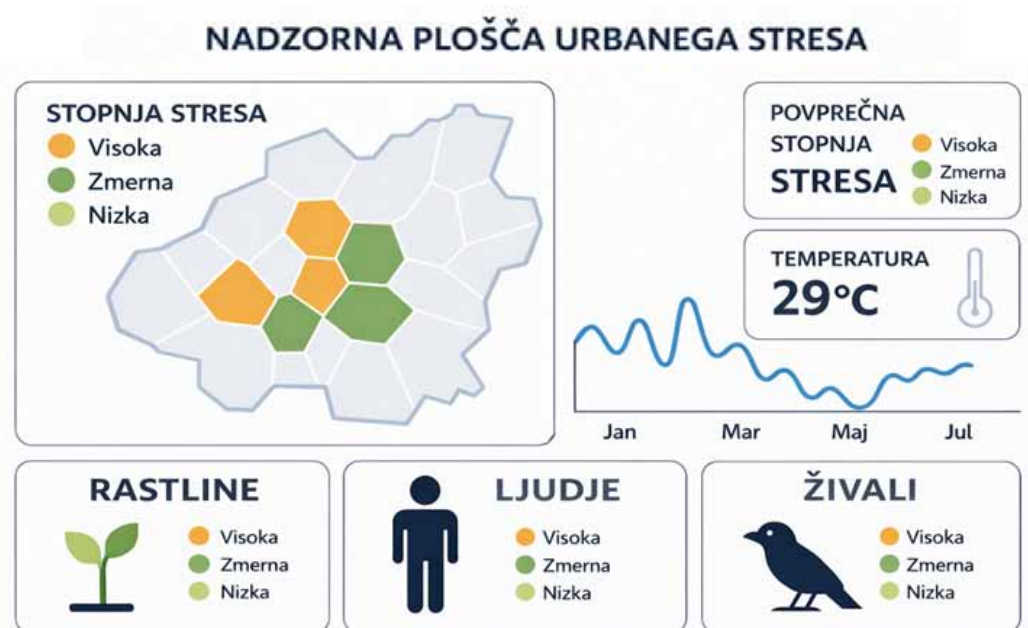 NADZORNA PLOŠČA URBANEGA STRESA
STOPNJA STRESA
Visoka
Zmerna
Nizka
POVPREČNA
STOPNJA
STRESA
Visoka
Zmerna
Nizka
TEMPERATURA
29°C
Jan Mar Maj Jul
RASTLINE
Visoka
Zmerna
Nizka
LJUDJE
Visoka
Zmerna
Nizka
ŽIVALI
Visoka
Zmerna
Nizka